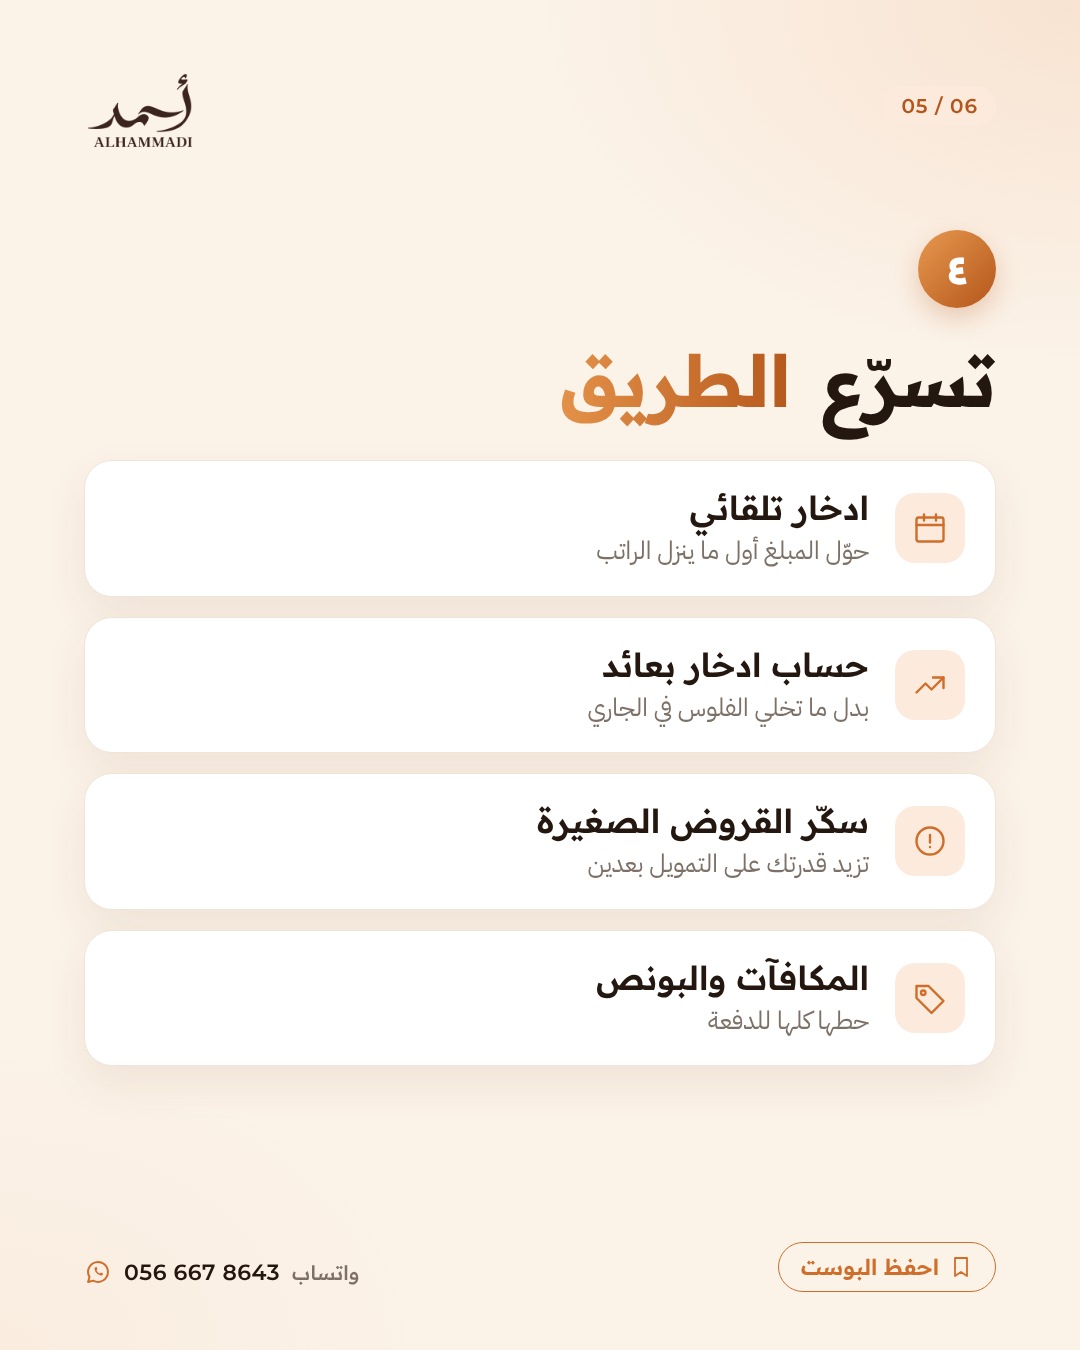 أحمد
ALHAMMADI
05 / 06
٤
تسرّع الطريق
ادخار تلقائي
حوّل المبلغ أول ما ينزل الراتب
حساب ادخار بعائد
بدل ما تخلي الفلوس في الجاري
سكّر القروض الصغيرة
تزيد قدرتك على التمويل بعدين
المكافآت والبونص
حطها كلها للدفعة
احفظ البوست
056 667 8643 واتساب